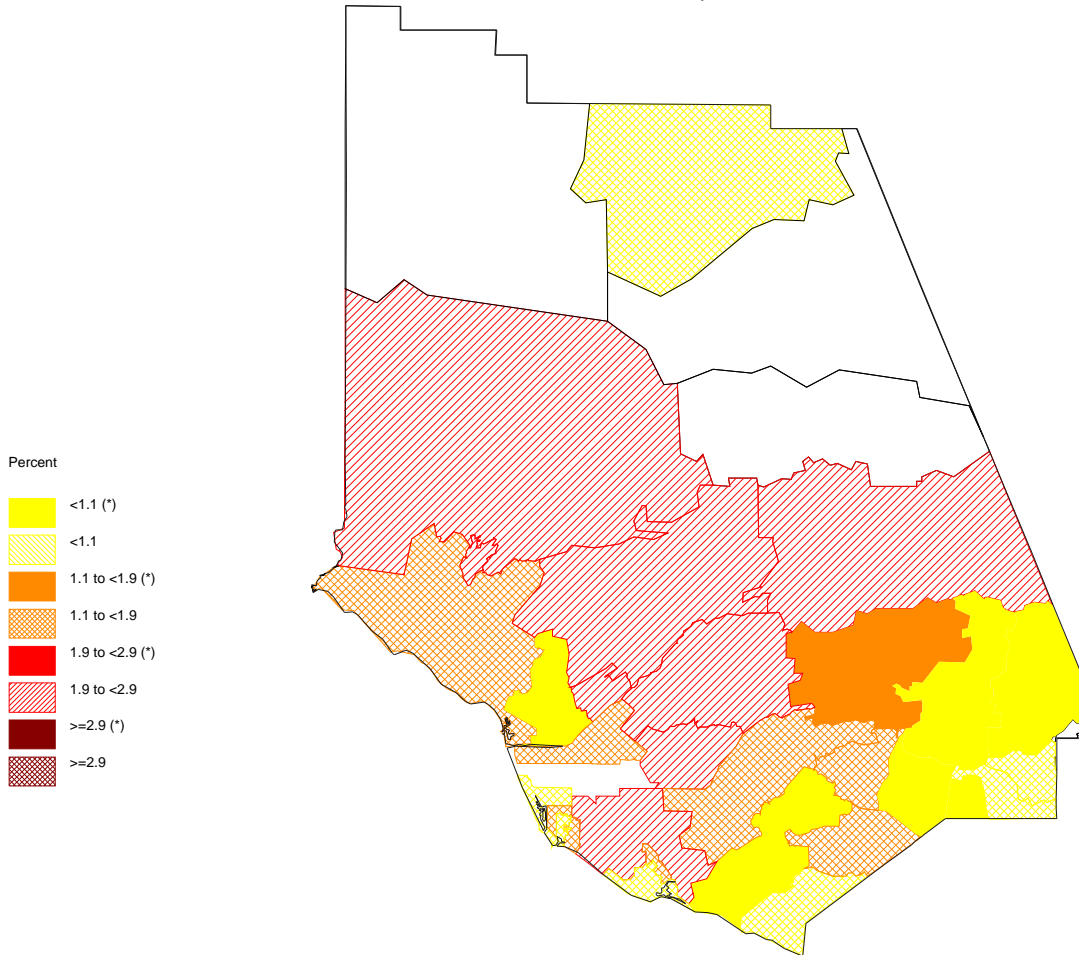 Percent
<1.1 (*)
<1.1
1.1 to <1.9 (*)
1.1 to <1.9
1.9 to <2.9 (*)
1.9 to <2.9
>=2.9 (*)
>=2.9